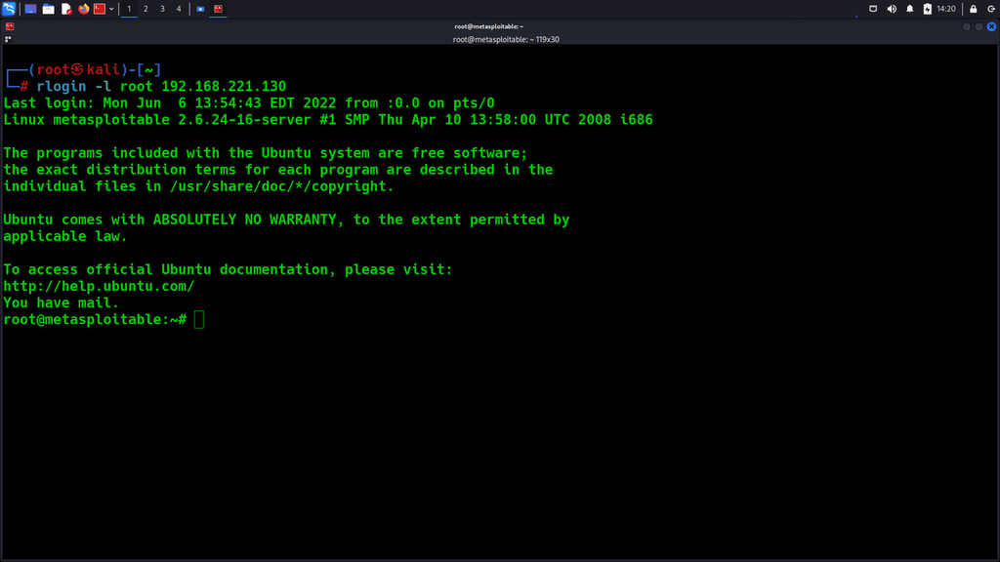 1 2 3 4
14:20
root@metasploitable: ~
root@metasploitable: ~ 119x30
┌──(root㉿kali)-[~]
└─# rlogin -l root 192.168.221.130
Last login: Mon Jun  6 13:54:43 EDT 2022 from :0.0 on pts/0
Linux metasploitable 2.6.24-16-server #1 SMP Thu Apr 10 13:58:00 UTC 2008 i686
The programs included with the Ubuntu system are free software;
the exact distribution terms for each program are described in the
individual files in /usr/share/doc/*/copyright.
Ubuntu comes with ABSOLUTELY NO WARRANTY, to the extent permitted by
applicable law.
To access official Ubuntu documentation, please visit:
http://help.ubuntu.com/
You have mail.
root@metasploitable:~#